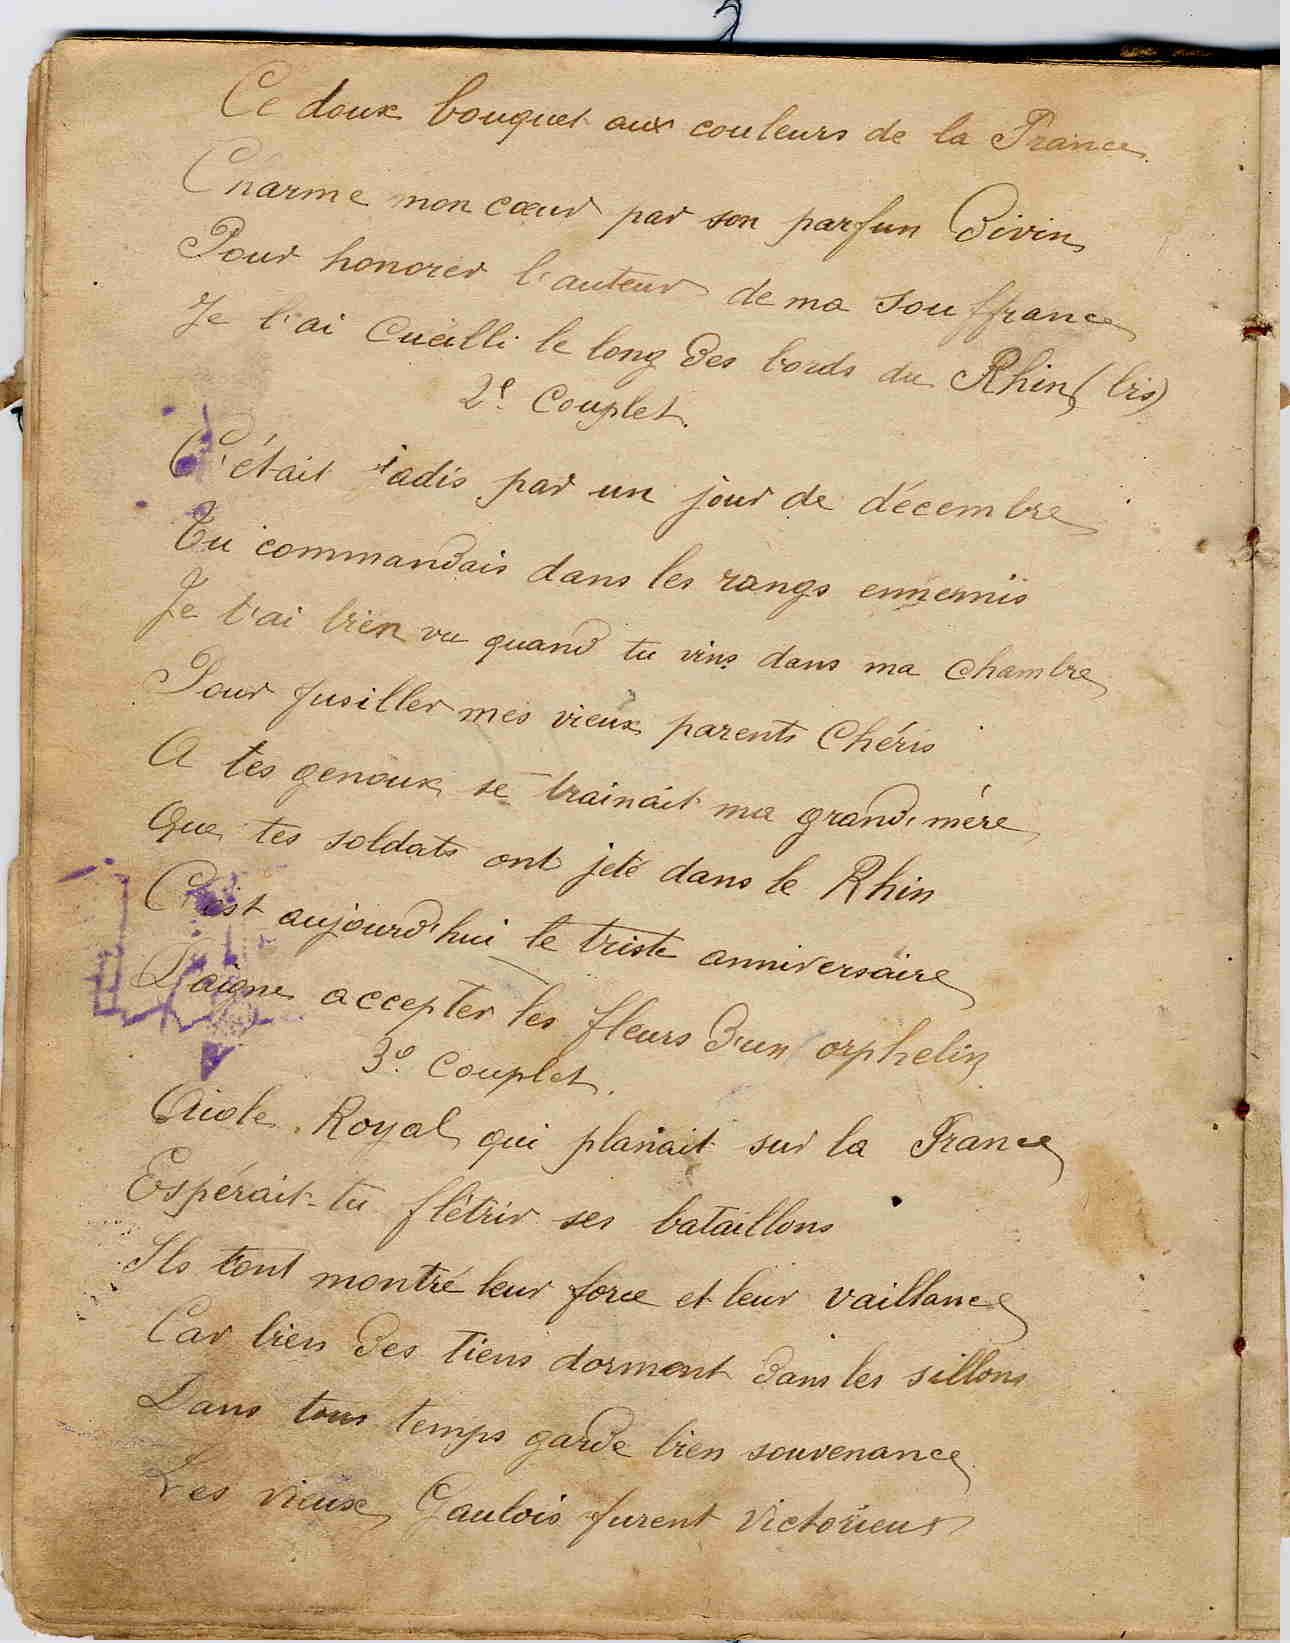 Ce doux bouquet aux couleurs de la France
Charme mon cœur par son parfun Divin
Pour honorer l'auteur de ma souffrance
Je l'ai Cueilli le long des bords du Rhin (bis)
2e. Couplet.
C'était jadis par un jour de décembre
Tu commandais dans les rangs ennemis
Je t'ai bien vu quand tu vins dans ma Chambre
Pour fusiller mes vieux parents Chéris
A tes genoux se trainait ma grand'mère
Que tes soldats ont jeté dans le Rhin
C'est aujourd'hui le triste anniversaire
Daigne accepter les fleurs d'un orphelin
3e. Couplet.
Aigle Royal qui planait sur la France
Espérait-tu flétrir ses bataillons
Ils tont montré leur force et leur vaillance
Car bien des tiens dorment dans les sillons
Dans tous temps garde bien souvenance
Les vieux Gaulois furent Victorieux